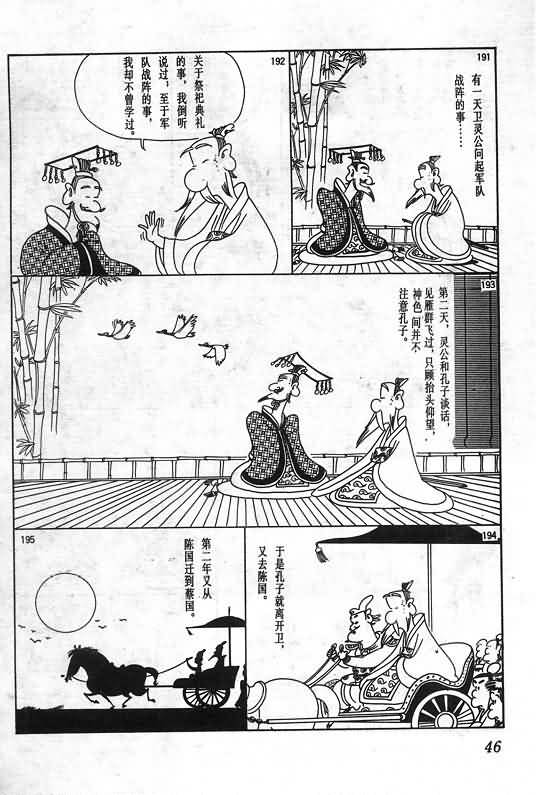 191
有一天卫灵公问起军队
战阵的事……
192
关于祭祀典礼
的事，我倒听
说过，至于军
队战阵的事，
我却不曾学过。
193
第二天，灵公和孔子谈话，
见雁群飞过，只顾抬头仰望，
神色间并不
注意孔子。
194
于是孔子就离开卫，
又去陈国。
195
第二年又从
陈国迁到蔡国。
46